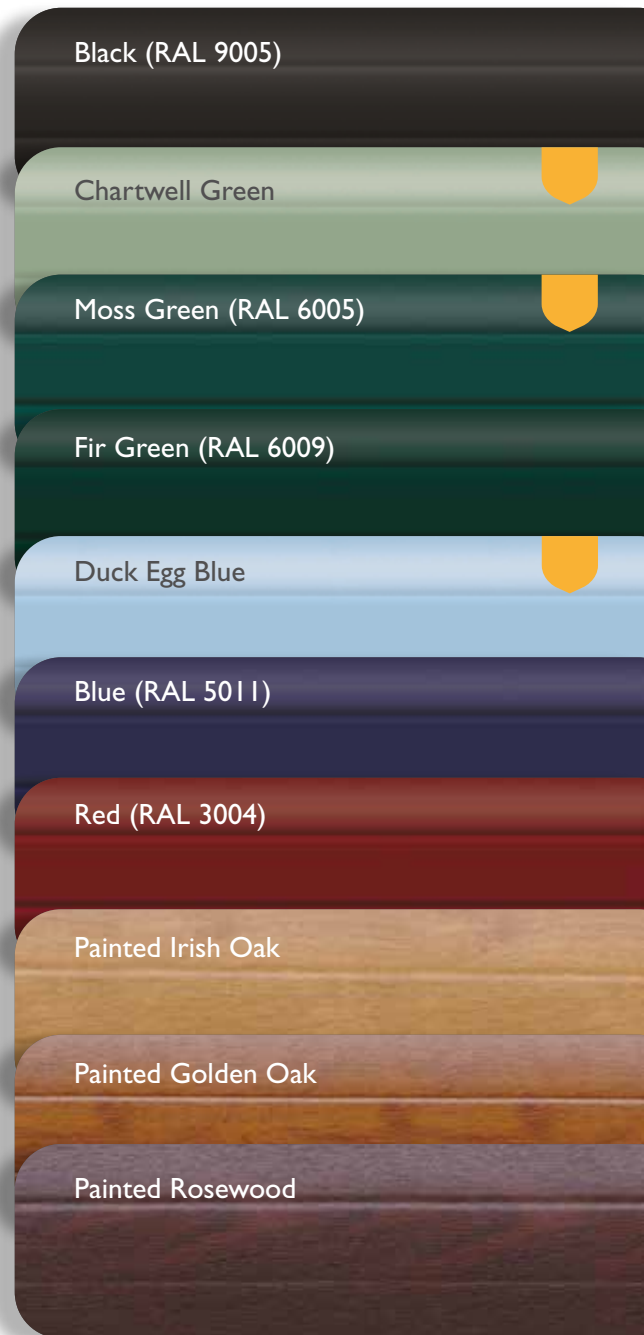 Black (RAL 9005)
Chartwell Green
Moss Green (RAL 6005)
Fir Green (RAL 6009)
Duck Egg Blue
Blue (RAL 5011)
Red (RAL 3004)
Painted Irish Oak
Painted Golden Oak
Painted Rosewood